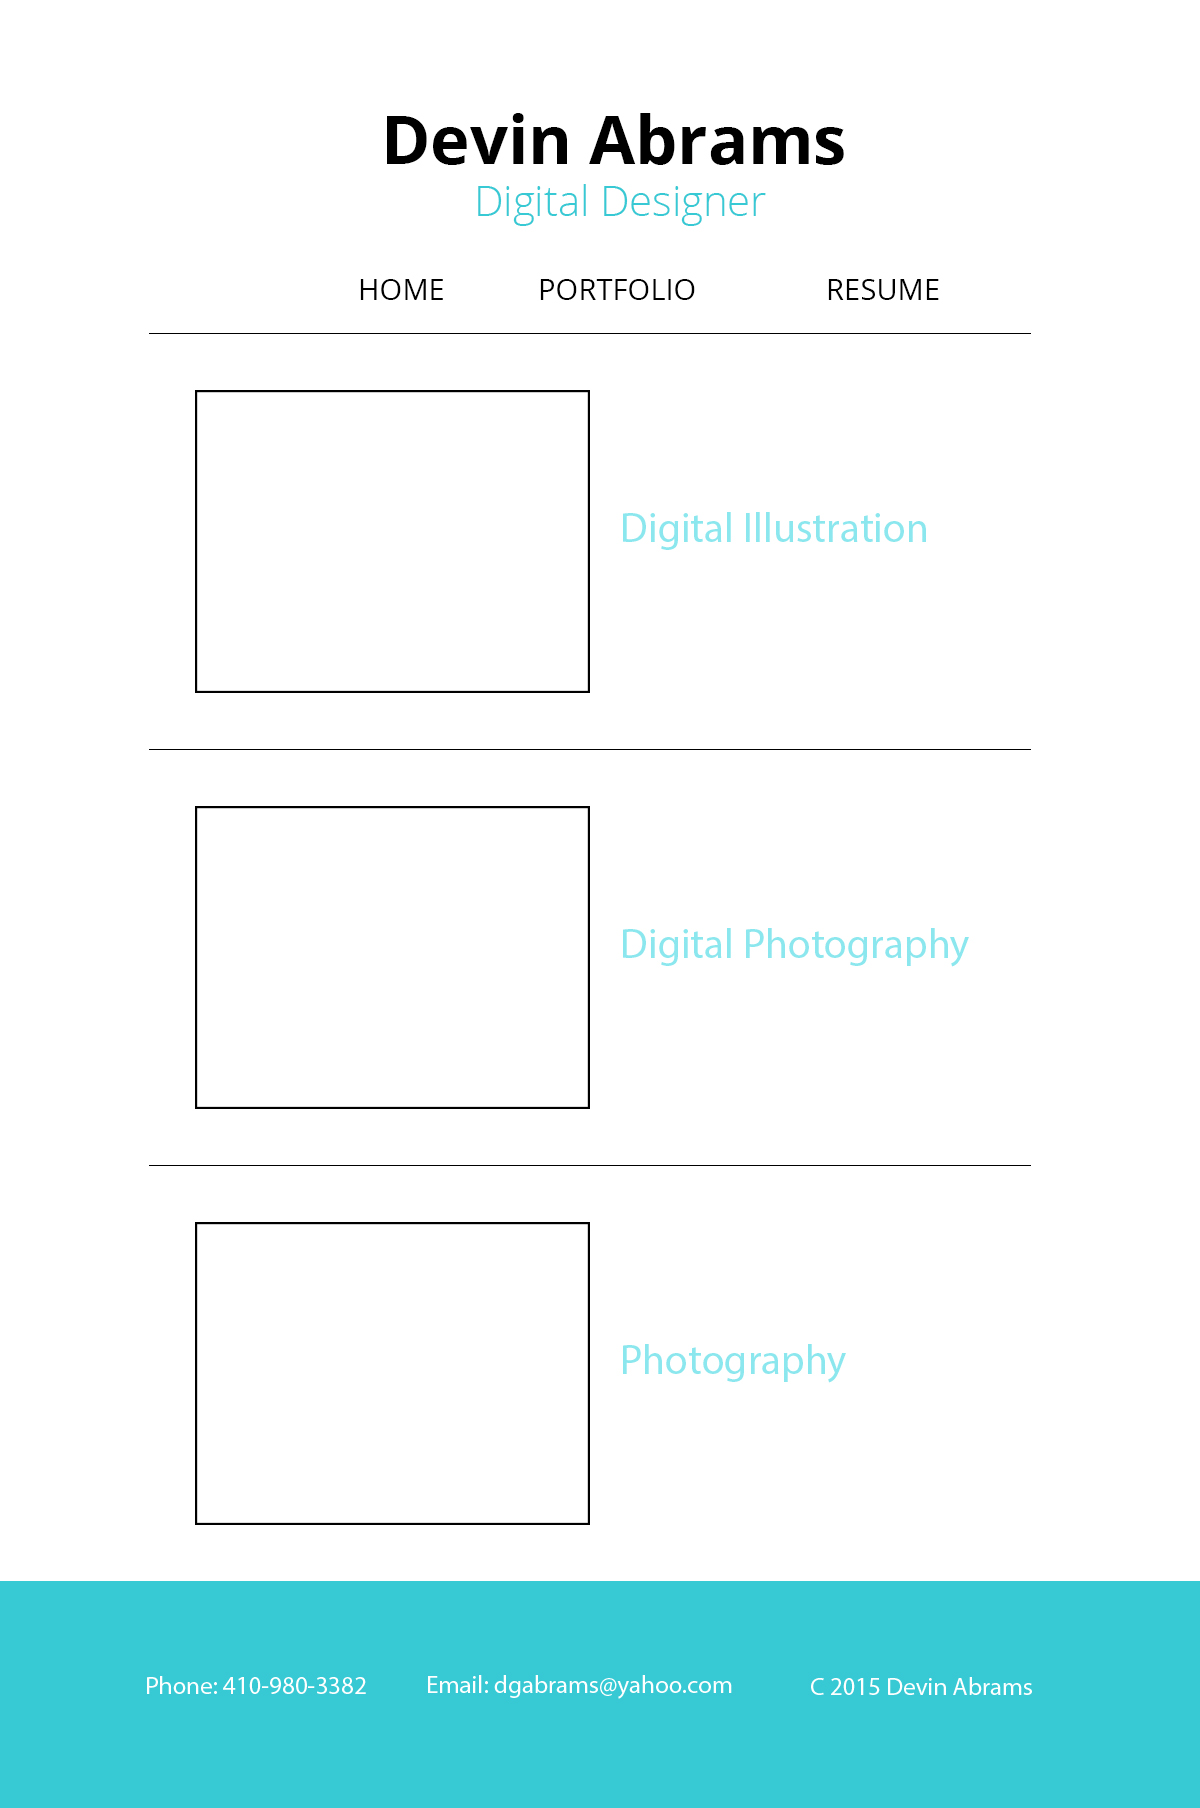 Devin Abrams
Digital Designer
HOME PORTFOLIO RESUME
Digital Illustration
Digital Photography
Photography
Phone: 410-980-3382 Email: dgabrams@yahoo.com C 2015 Devin Abrams